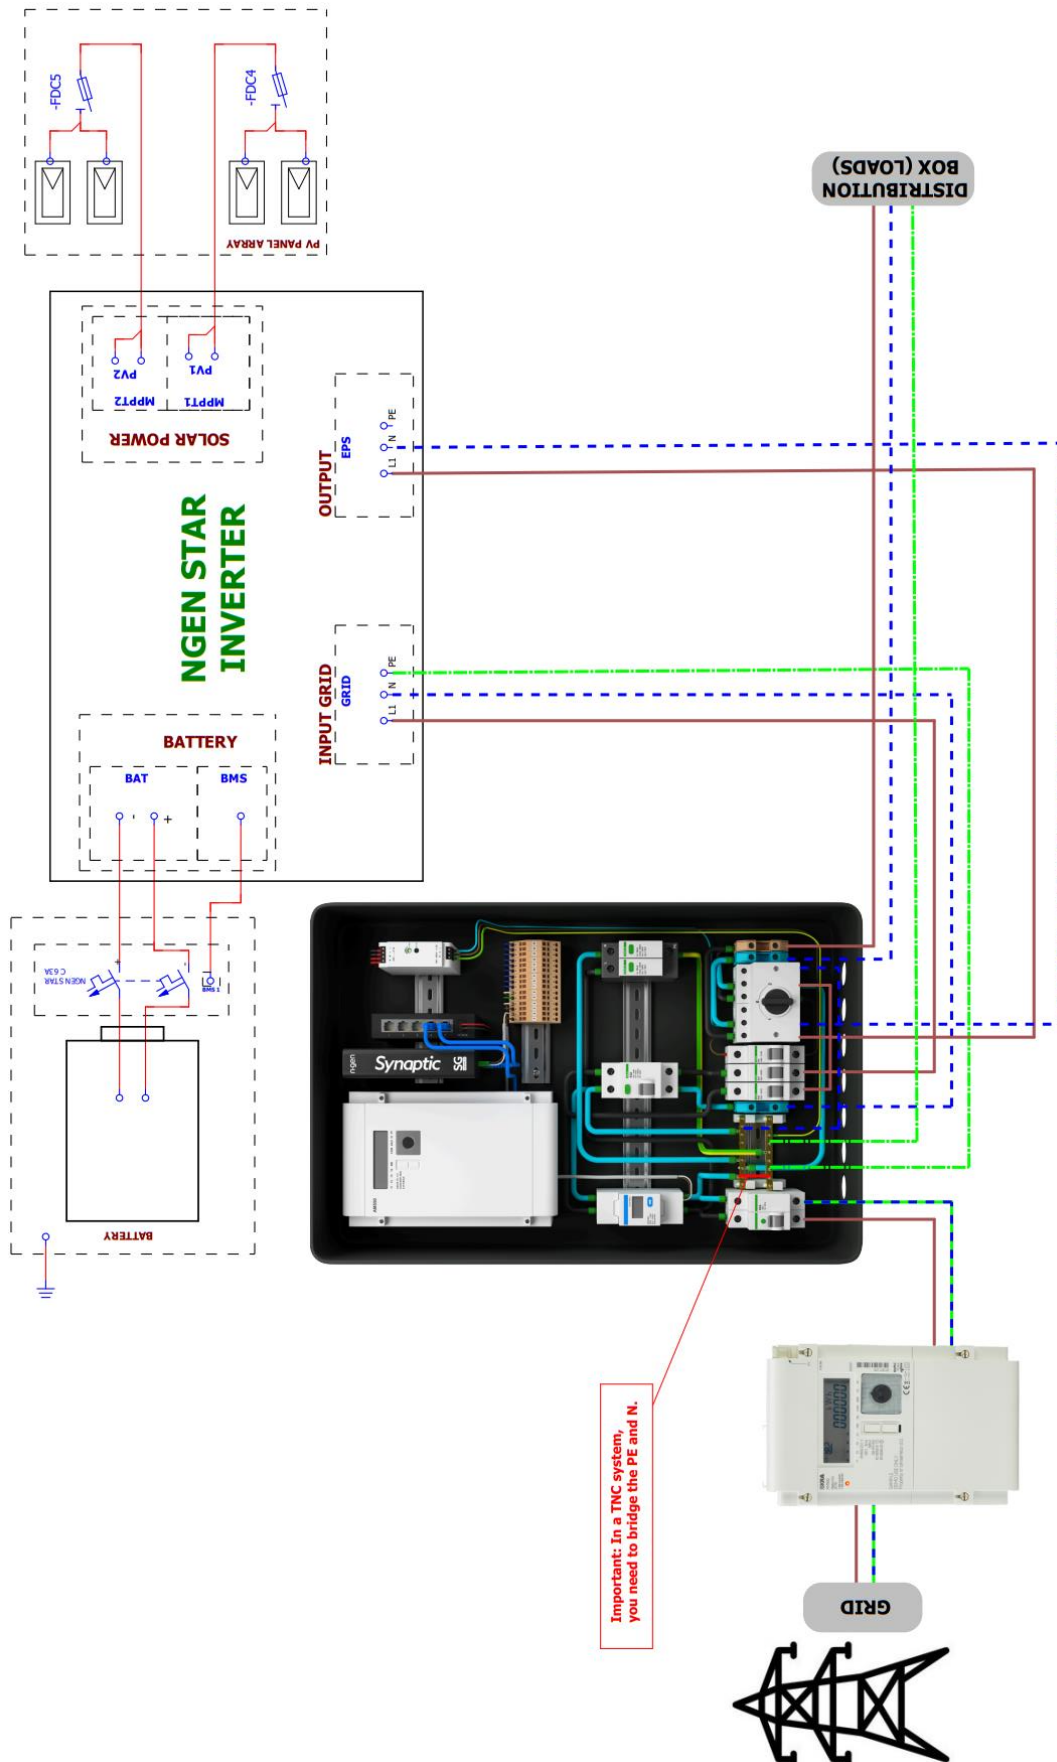 -FDC5
-FDC4
PV PANEL ARRAY
DISTRIBUTION
BOX (LOADS)
PV2
PV1
MPPT2
MPPT1
SOLAR POWER
NGEN STAR
INVERTER
OUTPUT
EPS
L1
N
PE
INPUT GRID
GRID
L1
N
PE
BATTERY
BAT
BMS
-
+
NGEN STAR
C 63A
+
-
BMS 1
BATTERY
n-gen
Synaptic
SG
Important: In a TNC system,
you need to bridge the PE and N.
GRID